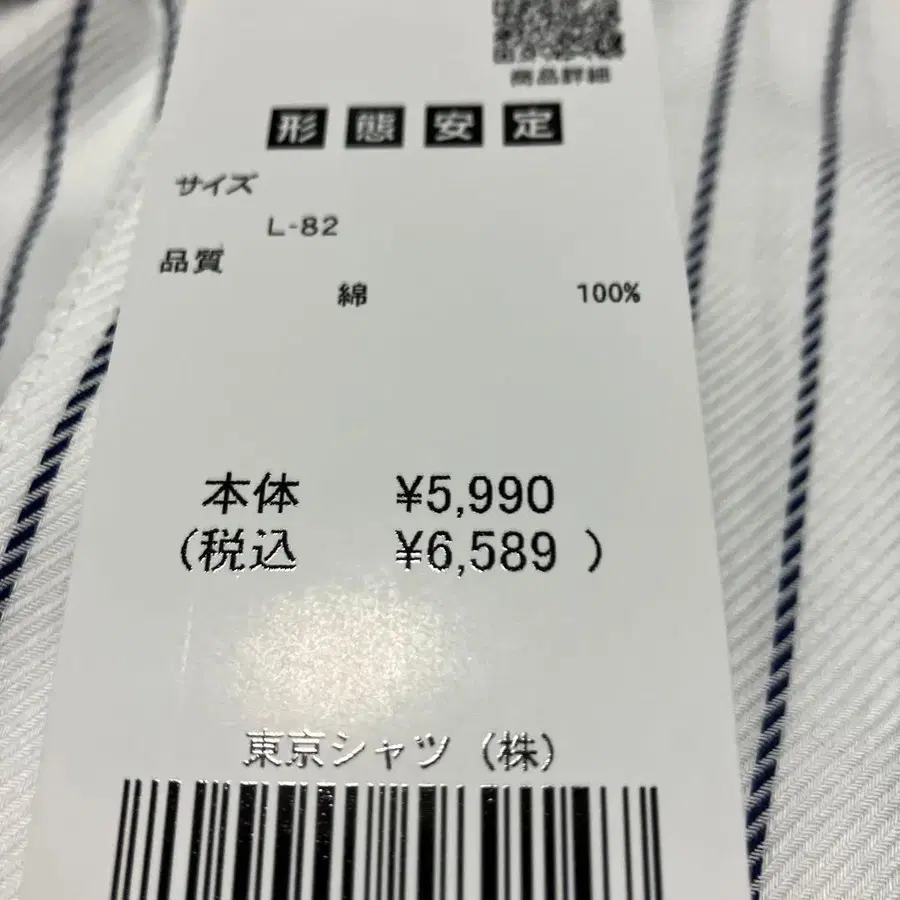 商品詳細
形態安定
サイズ
L-82
品質
綿 100%
本体 ¥5,990
(税込 ¥6,589 )
東京シャツ (株)